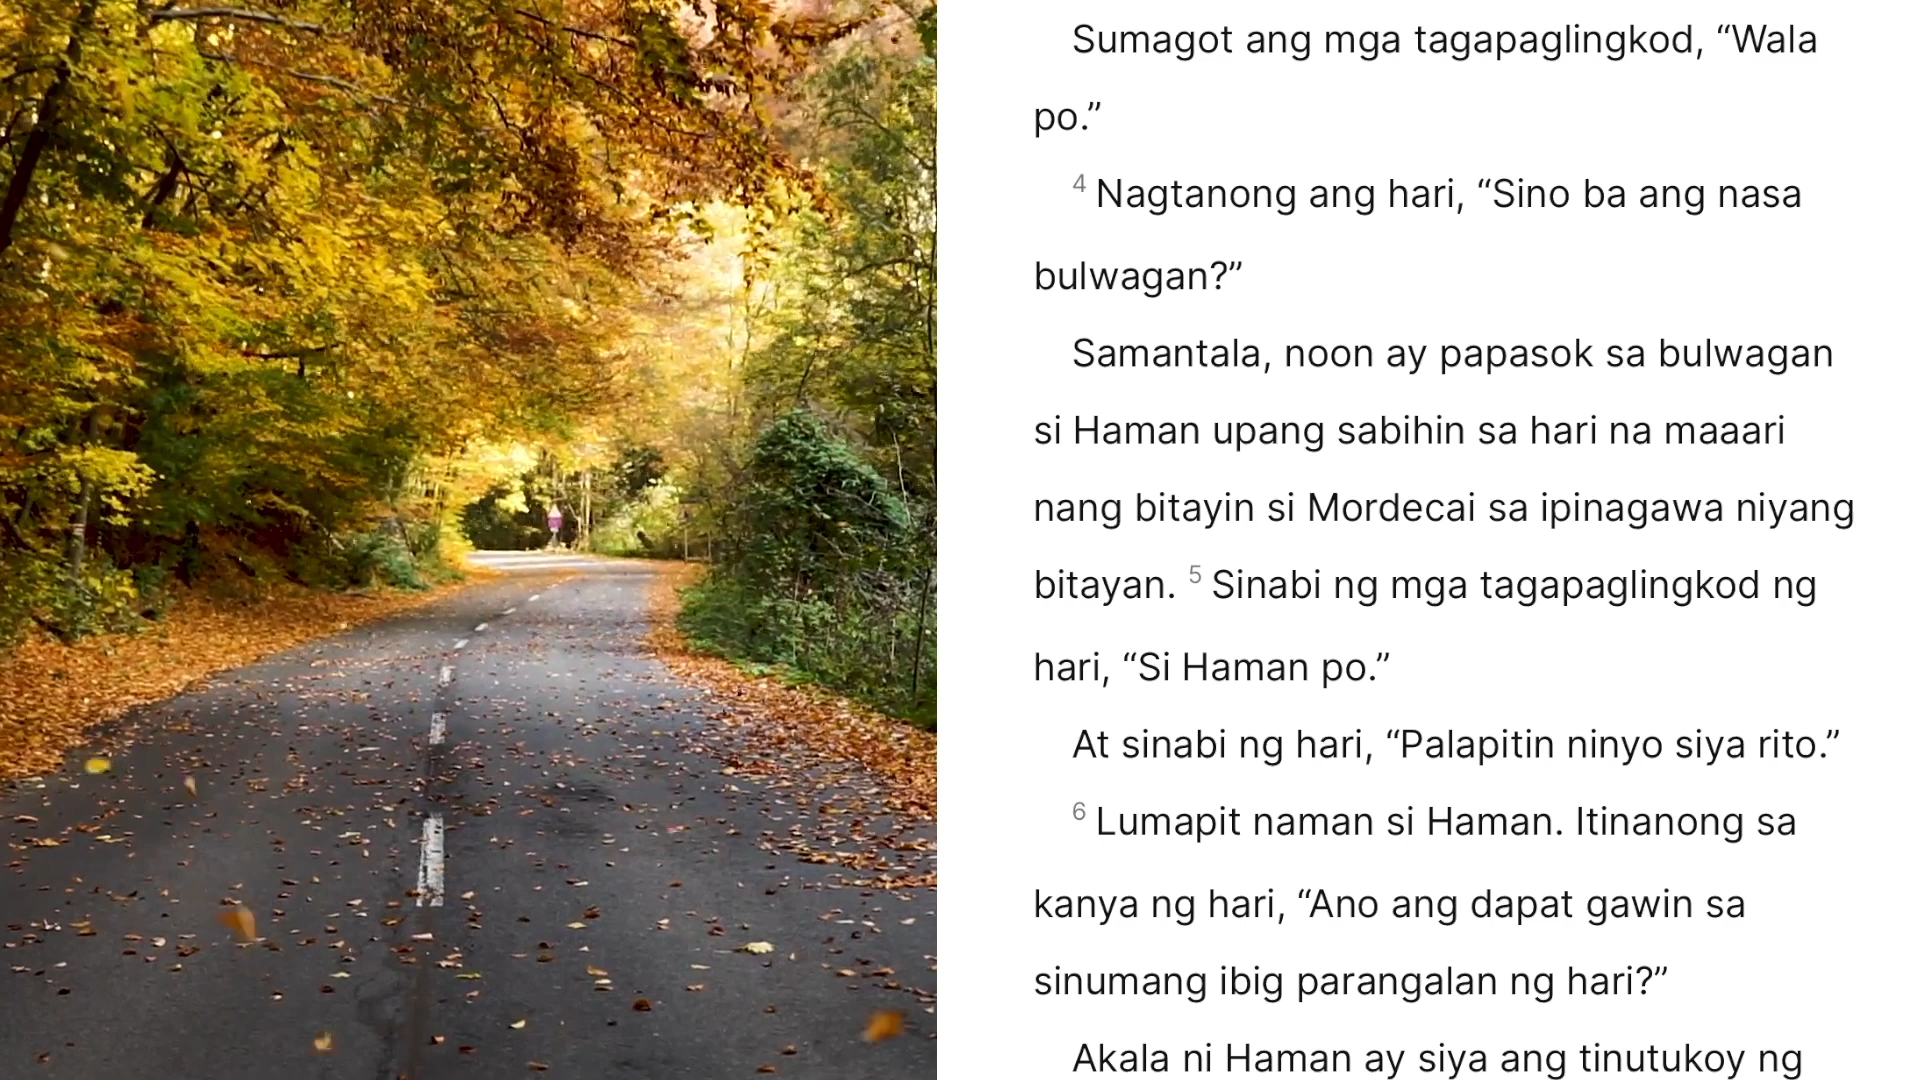 Sumagot ang mga tagapaglingkod, “Wala
po.”
4 Nagtanong ang hari, “Sino ba ang nasa
bulwagan?”
Samantala, noon ay papasok sa bulwagan
si Haman upang sabihin sa hari na maaari
nang bitayin si Mordecai sa ipinagawa niyang
bitayan. 5 Sinabi ng mga tagapaglingkod ng
hari, “Si Haman po.”
At sinabi ng hari, “Palapitin ninyo siya rito.”
6 Lumapit naman si Haman. Itinanong sa
kanya ng hari, “Ano ang dapat gawin sa
sinumang ibig parangalan ng hari?”
Akala ni Haman ay siya ang tinutukoy ng